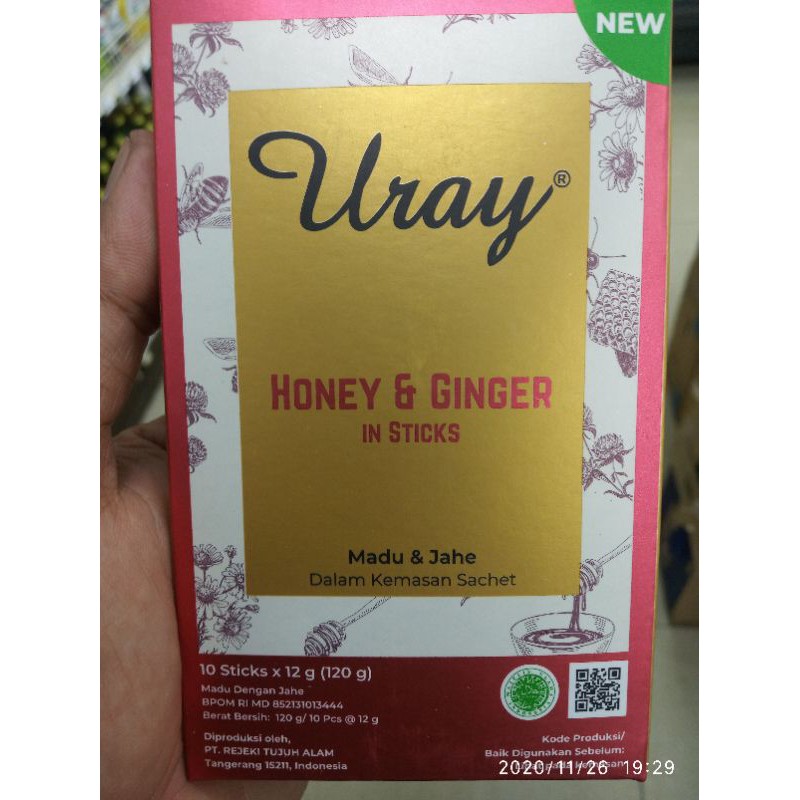 NEW
Uray®
HONEY & GINGER
IN STICKS
Madu & Jahe
Dalam Kemasan Sachet
10 Sticks x 12 g (120 g)
Madu Dengan Jahe
BPOM RI MD 852131013444
Berat Bersih: 120 g/ 10 Pcs @ 12 g
Diproduksi oleh,
PT. REJEKI TUJUH ALAM
Tangerang 15211, Indonesia
Kode Produksi/
Baik Digunakan Sebelum:
pada kemasan
2020/11/26 19:29